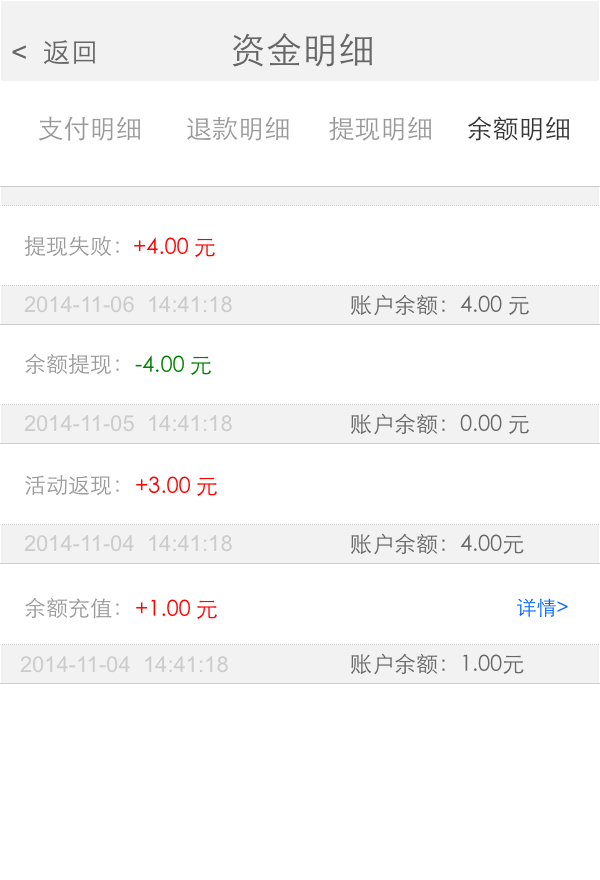 < 返回 资金明细
支付明细 退款明细 提现明细 余额明细
提现失败：+4.00 元
2014-11-06 14:41:18 账户余额：4.00 元
余额提现：-4.00 元
2014-11-05 14:41:18 账户余额：0.00 元
活动返现：+3.00 元
2014-11-04 14:41:18 账户余额：4.00元
余额充值：+1.00 元 详情>
2014-11-04 14:41:18 账户余额：1.00元